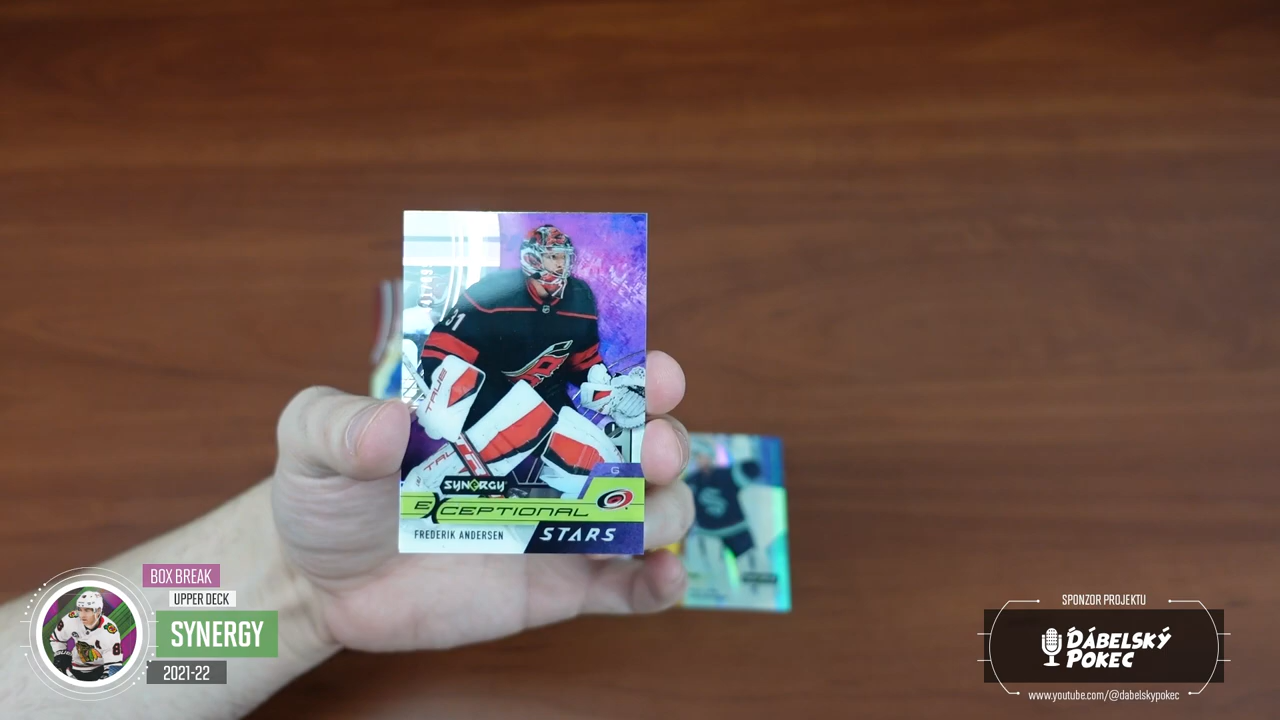 31
TRUE
G
SYNERGY
EXCEPTIONAL
FREDERIK ANDERSEN
STARS
BOX BREAK
UPPER DECK
SYNERGY
2021-22
SPONZOR PROJEKTU
ĎÁBELSKÝ
POKEC
www.youtube.com/@dabelskypokec